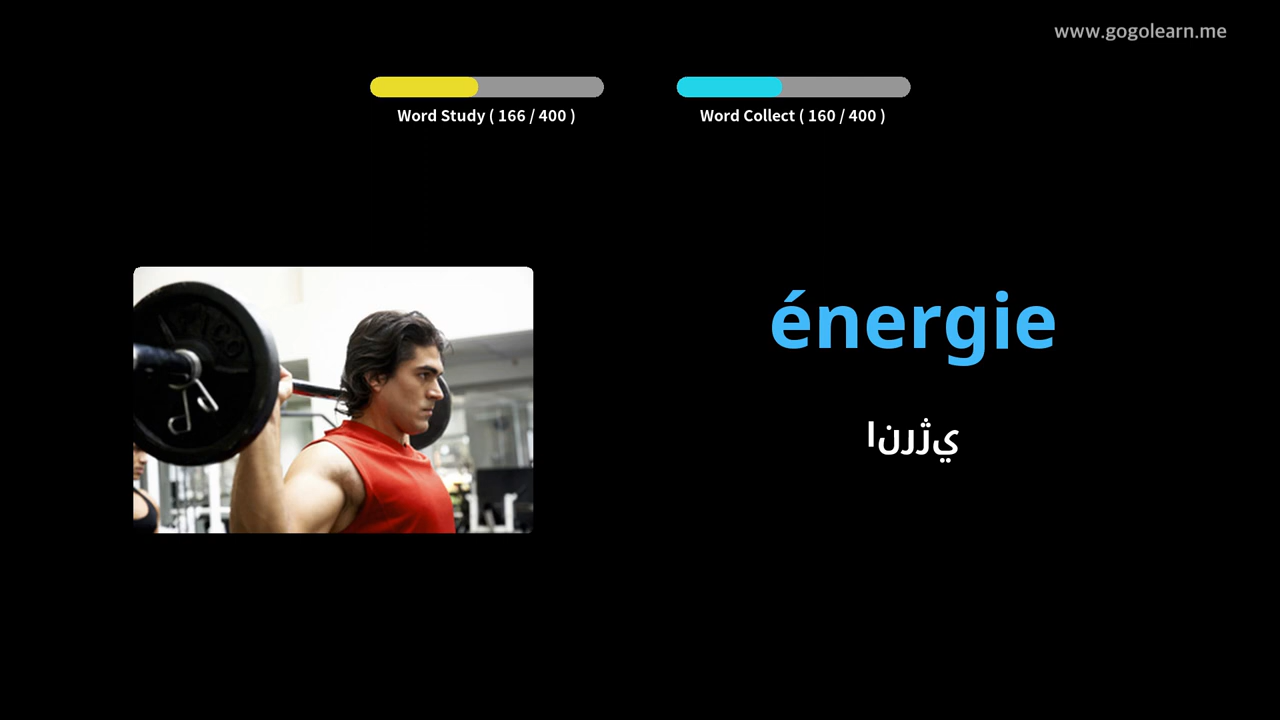 www.gogolearn.me
Word Study ( 166 / 400 )
Word Collect ( 160 / 400 )
énergie
انرژي